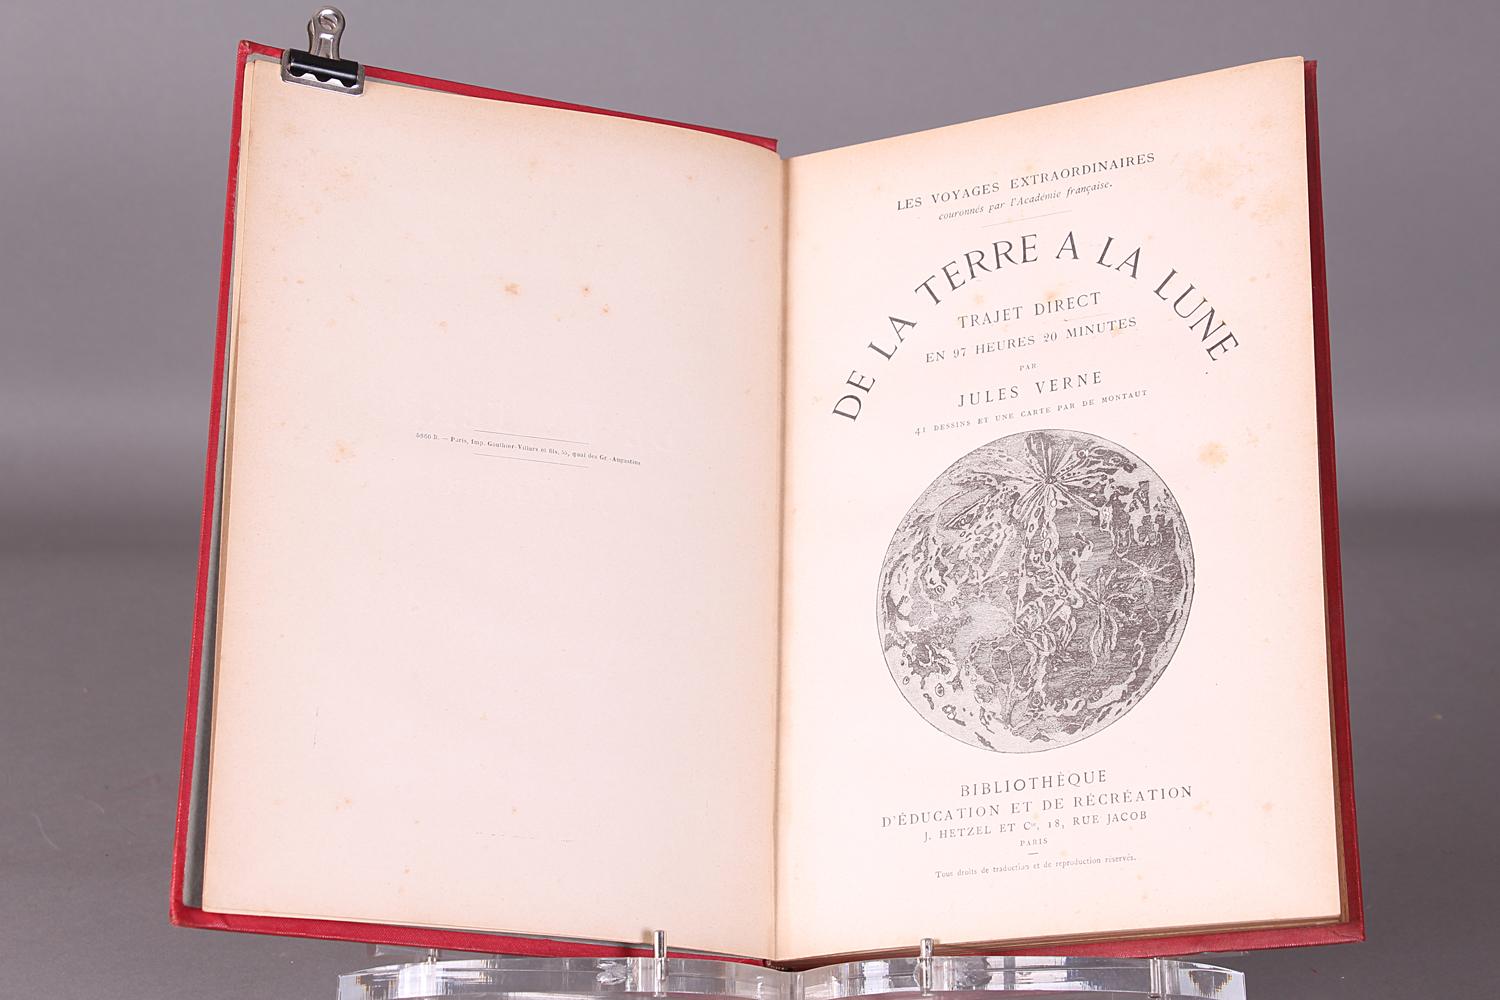 6660 B. — Paris, Imp. Gauthier-Villars et fils, 55, quai des Gr.-Augustins
LES VOYAGES EXTRAORDINAIRES
couronnés par l'Académie française.
DE LA TERRE A LA LUNE
TRAJET DIRECT
EN 97 HEURES 20 MINUTES
PAR
JULES VERNE
41 DESSINS ET UNE CARTE PAR DE MONTAUT
BIBLIOTHÈQUE
D'ÉDUCATION ET DE RÉCRÉATION
J. HETZEL ET Cie, 18, RUE JACOB
PARIS
Tous droits de traduction et de reproduction réservés.